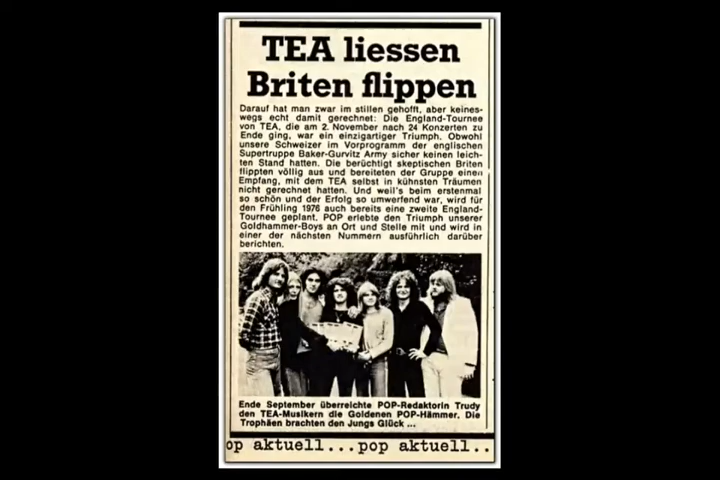 TEA liessen
Briten flippen
Darauf hat man zwar im stillen gehofft, aber keines-
wegs echt damit gerechnet: Die England-Tournee
von TEA, die am 2. November nach 24 Konzerten zu
Ende ging, war ein einzigartiger Triumph. Obwohl
unsere Schweizer im Vorprogramm der englischen
Supertruppe Baker-Gurvitz Army sicher keinen leich-
ten Stand hatten. Die berüchtigt skeptischen Briten
flippten völlig aus und bereiteten der Gruppe einen
Empfang, mit dem TEA selbst in kühnsten Träumen
nicht gerechnet hatten. Und weil's beim erstenmal
so schön und der Erfolg so umwerfend war, wird für
den Frühling 1976 auch bereits eine zweite England-
Tournee geplant. POP erlebte den Triumph unserer
Goldhammer-Boys an Ort und Stelle mit und wird in
einer der nächsten Nummern ausführlich darüber
berichten.
Ende September überreichte POP-Redaktorin Trudy
den TEA-Musikern die Goldenen POP-Hämmer. Die
Trophäen brachten den Jungs Glück ...
op aktuell...pop aktuell..